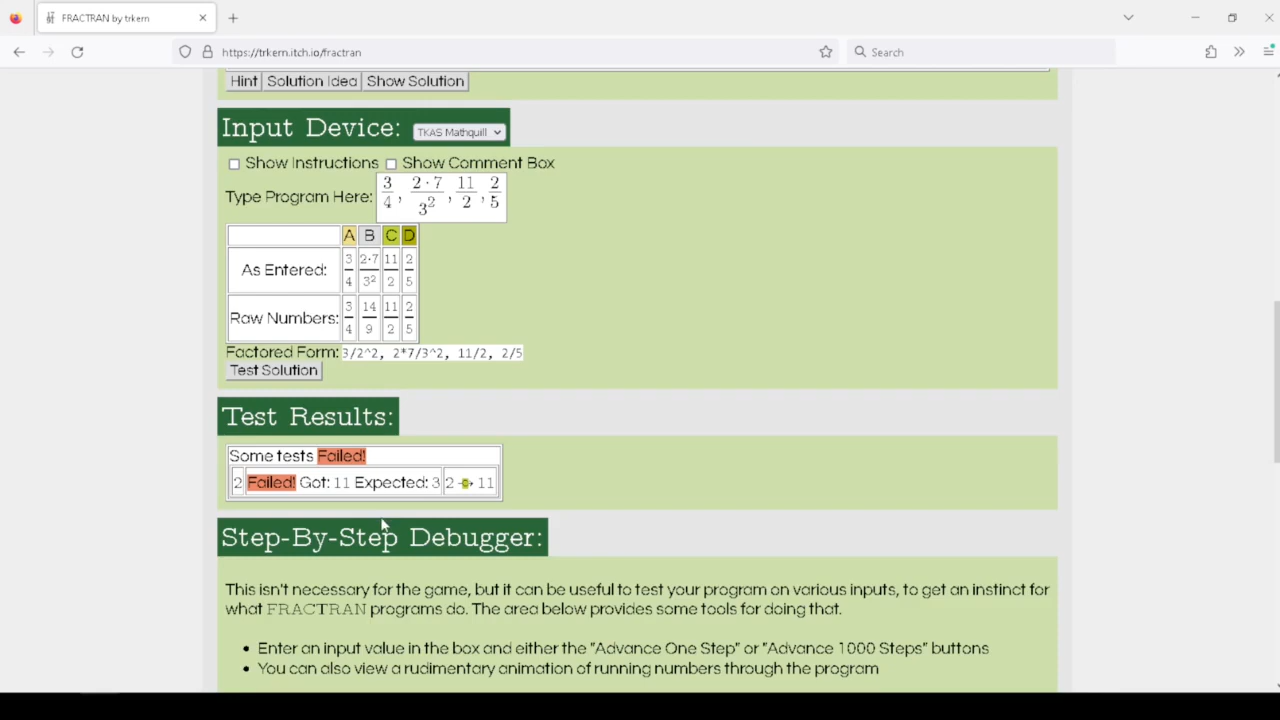 FRACTRAN by trkern
https://trkern.itch.io/fractran
Search
Hint Solution Idea Show Solution
Input Device: TKAS Mathquill
Show Instructions Show Comment Box
Type Program Here: 3/4, 2·7/3², 11/2, 2/5
A B C D
As Entered: 3/4 2·7/3² 11/2 2/5
Raw Numbers: 3/4 14/9 11/2 2/5
Factored Form: 3/2^2, 2*7/3^2, 11/2, 2/5
Test Solution
Test Results:
Some tests Failed!
2 Failed! Got: 11 Expected: 3 2 → 11
Step-By-Step Debugger:
This isn't necessary for the game, but it can be useful to test your program on various inputs, to get an instinct for
what FRACTRAN programs do. The area below provides some tools for doing that.
• Enter an input value in the box and either the "Advance One Step" or "Advance 1000 Steps" buttons
• You can also view a rudimentary animation of running numbers through the program